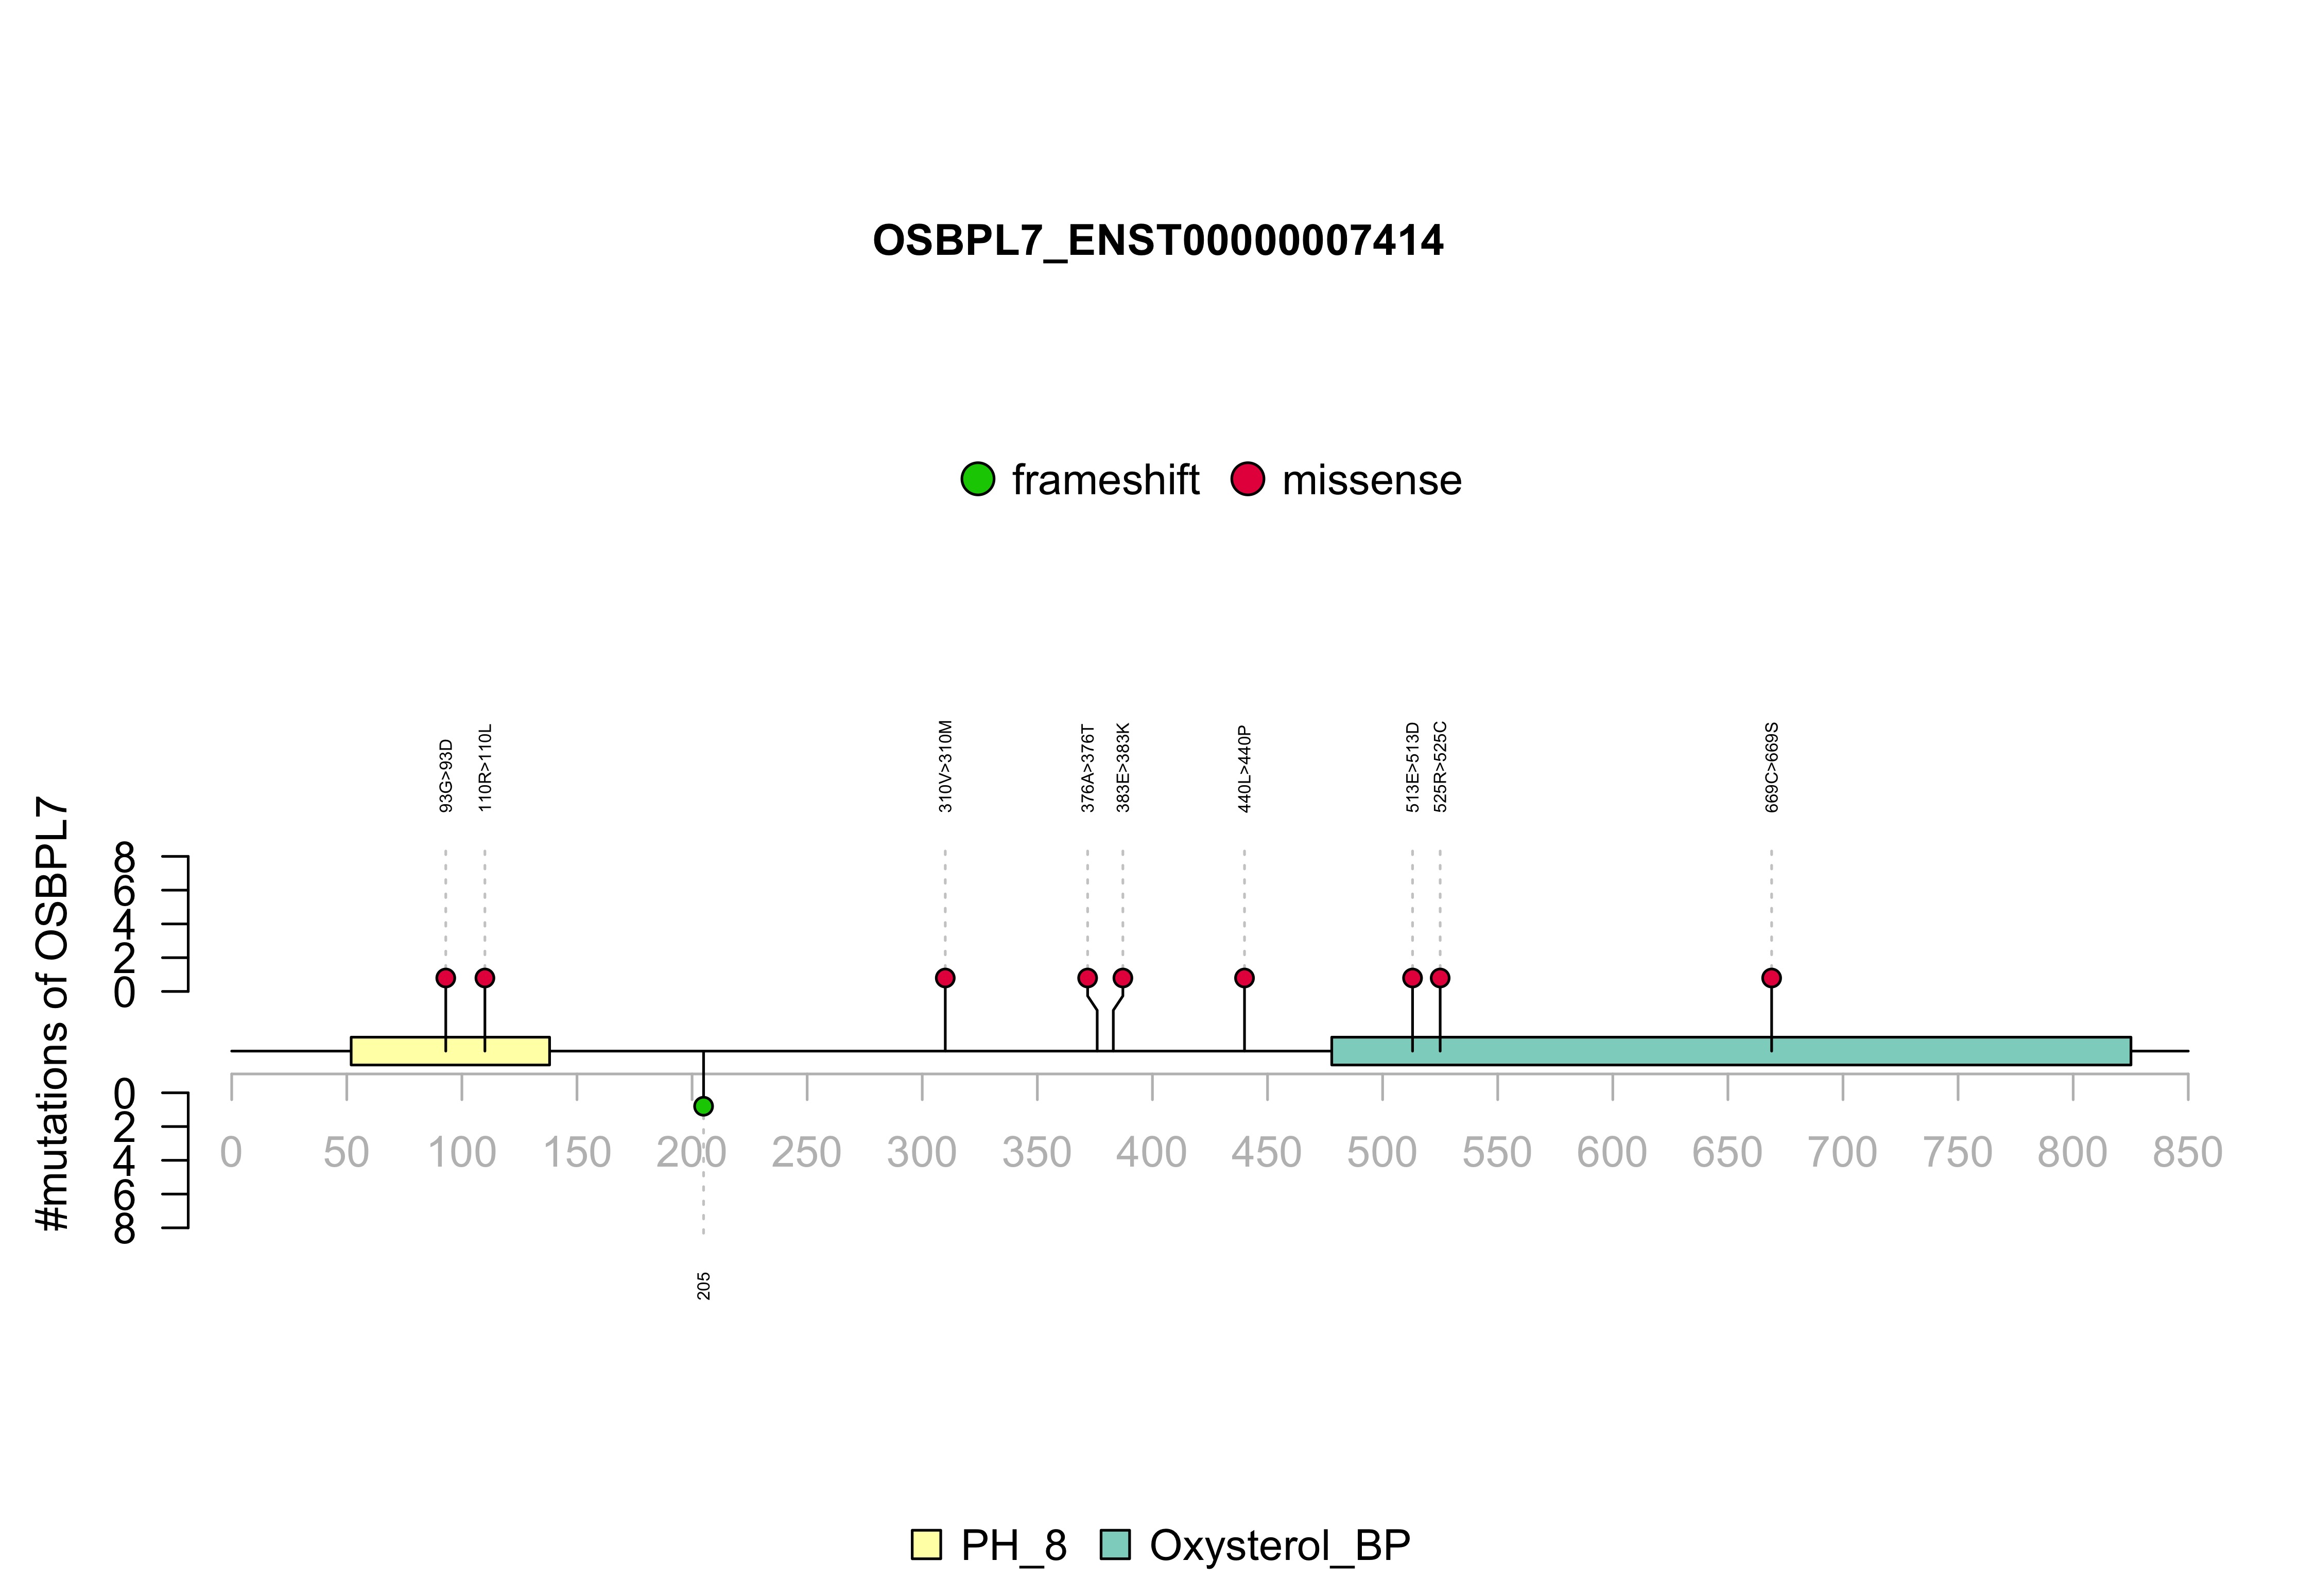 OSBPL7_ENST00000007414
frameshift missense
93G>93D
110R>110L
310V>310M
376A>376T
383E>383K
440L>440P
513E>513D
525R>525C
669C>669S
#mutations of OSBPL7
8
6
4
2
0
0
2
4
6
8
0 50 100 150 200 250 300 350 400 450 500 550 600 650 700 750 800 850
205
PH_8 Oxysterol_BP